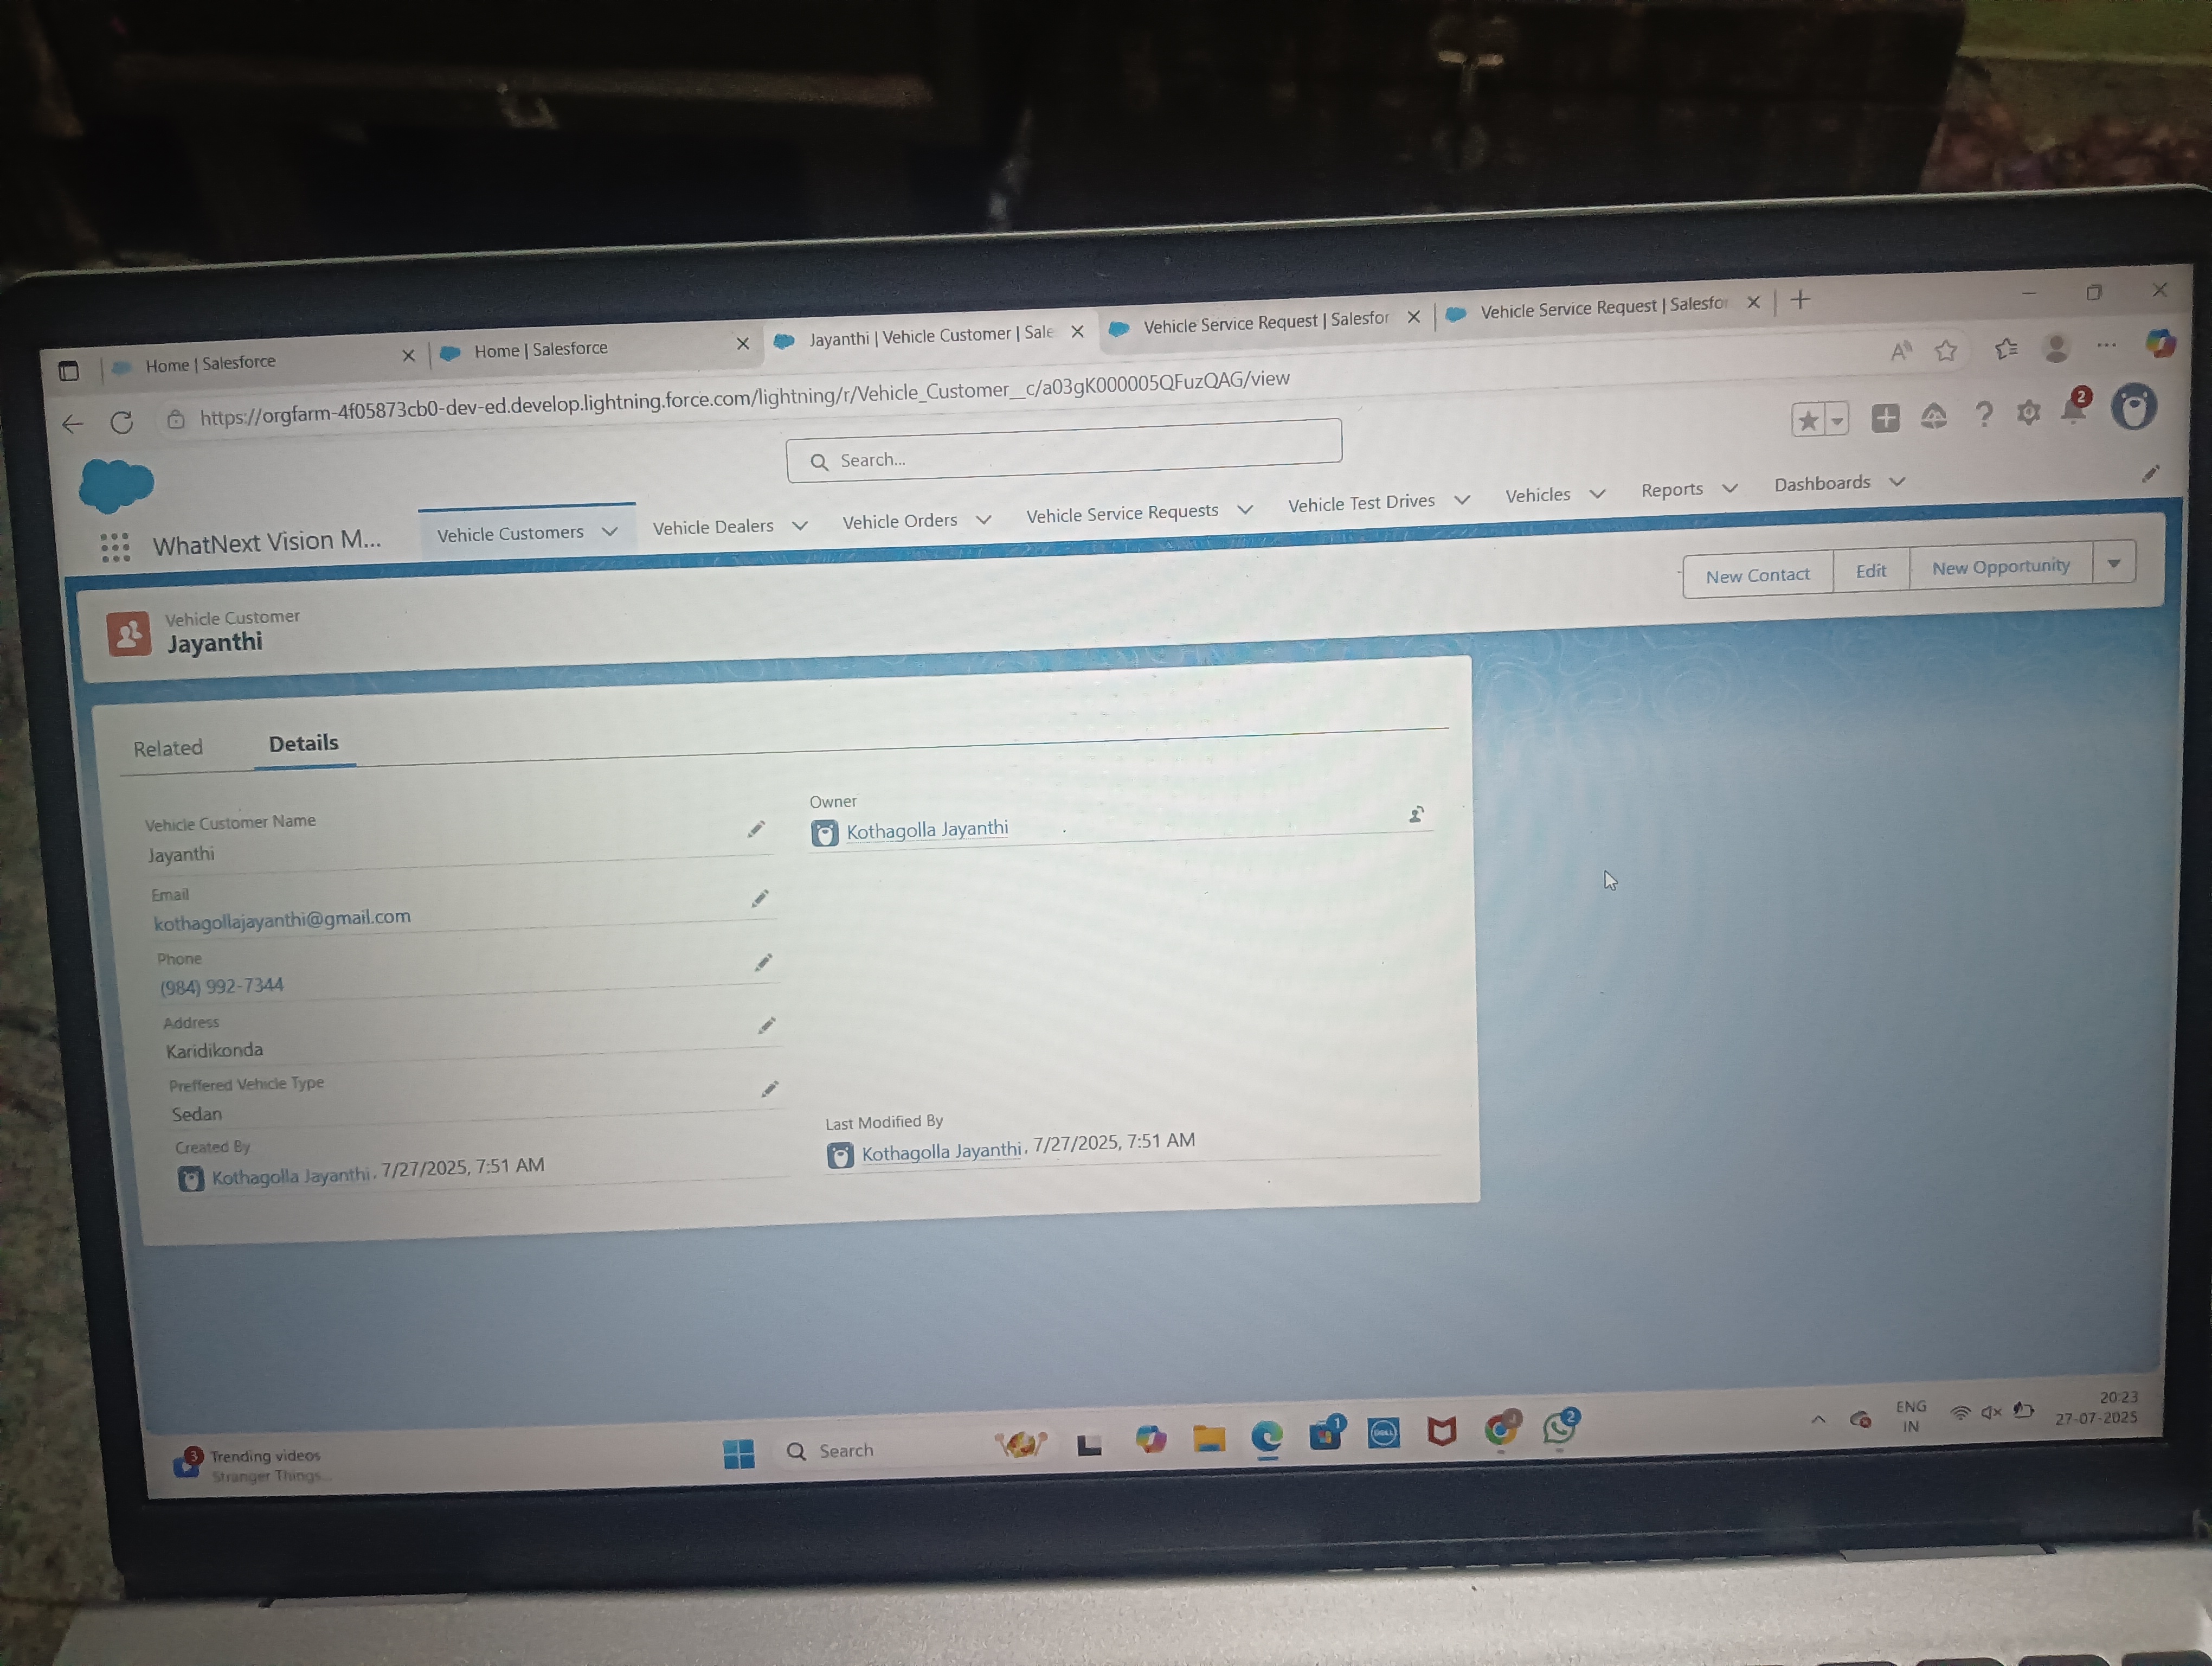 Home | Salesforce
Home | Salesforce
Jayanthi | Vehicle Customer | Sale
Vehicle Service Request | Salesfor
Vehicle Service Request | Salesfor
https://orgfarm-4f05873cb0-dev-ed.develop.lightning.force.com/lightning/r/Vehicle_Customer__c/a03gK000005QFuzQAG/view
Search...
2
WhatNext Vision M...
Vehicle Customers
Vehicle Dealers
Vehicle Orders
Vehicle Service Requests
Vehicle Test Drives
Vehicles
Reports
Dashboards
Vehicle Customer
Jayanthi
New Contact
Edit
New Opportunity
Related
Details
Vehicle Customer Name
Jayanthi
Owner
Kothagolla Jayanthi
Email
kothagollajayanthi@gmail.com
Phone
(984) 992-7344
Address
Karidikonda
Preffered Vehicle Type
Sedan
Created By
Kothagolla Jayanthi, 7/27/2025, 7:51 AM
Last Modified By
Kothagolla Jayanthi, 7/27/2025, 7:51 AM
3
Trending videos
Stranger Things...
Search
1
DELL
J
2
ENG
IN
20:23
27-07-2025